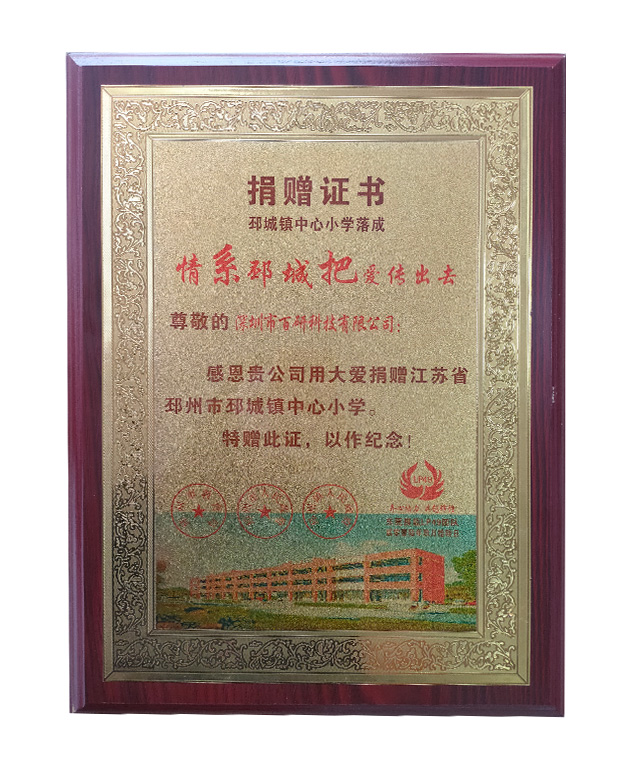 捐赠证书
邳城镇中心小学落成
情系邳城把爱传出去
尊敬的 深圳市百研科技有限公司：
感恩贵公司用大爱捐赠江苏省
邳州市邳城镇中心小学。
特赠此证，以作纪念！